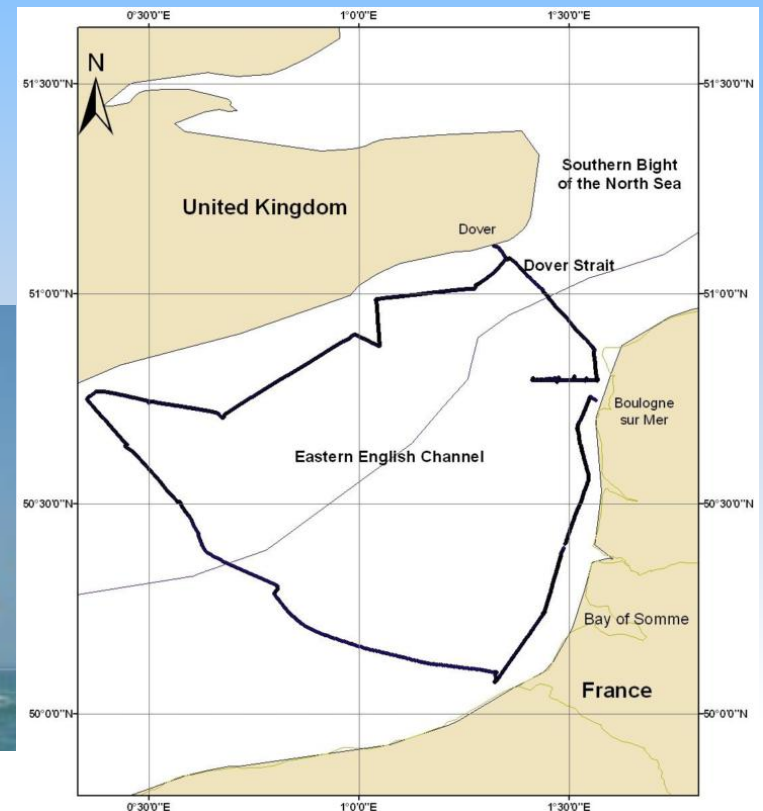 0°30'0"E 1°0'0"E 1°30'0"E
N
51°30'0"N 51°30'0"N
Southern Bight
of the North Sea
United Kingdom
Dover
Dover Strait
51°0'0"N 51°0'0"N
Boulogne
sur Mer
Eastern English Channel
50°30'0"N 50°30'0"N
Bay of Somme
France
50°0'0"N 50°0'0"N
0°30'0"E 1°0'0"E 1°30'0"E